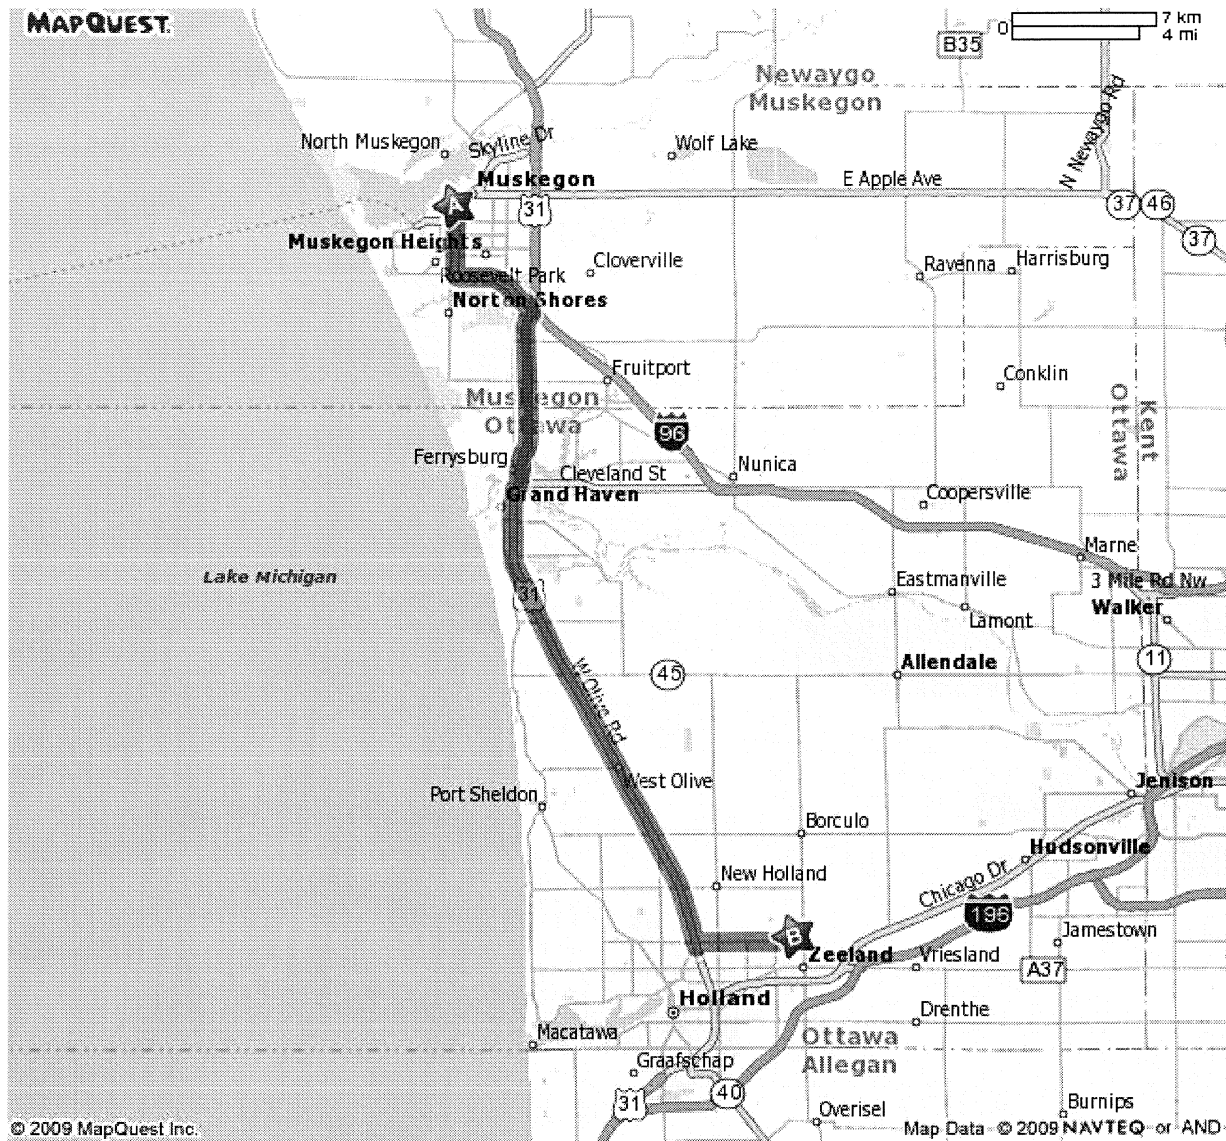 MAPQUEST.
7 km
0
4 mi
B35
Newaygo
Muskegon
N Newaygo Rd
North Muskegon
Skyline Dr
Wolf Lake
Muskegon
E Apple Ave
A
31
37
46
37
Muskegon Heights
Cloverville
Ravenna
Harrisburg
Roosevelt Park
Norton Shores
Fruitport
Conklin
Muskegon
Ottawa
Kent
Ottawa
96
Ferrysburg
Cleveland St
Nunica
Grand Haven
Coopersville
Marne
Lake Michigan
31
Eastmanville
3 Mile Rd Nw
Lamont
Walker
45
Allendale
11
W Olive Rd
West Olive
Port Sheldon
Jenison
Borculo
Hudsonville
New Holland
Chicago Dr
196
B
Jamestown
Zeeland
Vriesland
A37
Holland
Drenthe
Macatawa
Ottawa
Allegan
Graafschap
40
31
Burnips
Overisel
© 2009 MapQuest Inc.
Map Data © 2009 NAVTEQ or AND